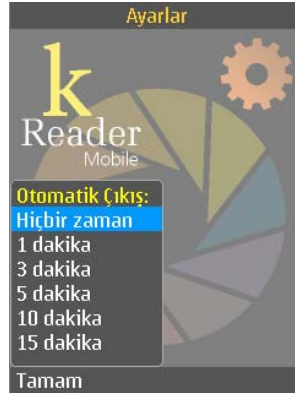 Ayarlar
k
Reader
Mobile
Otomatik Çıkış:
Hiçbir zaman
1 dakika
3 dakika
5 dakika
10 dakika
15 dakika
Tamam